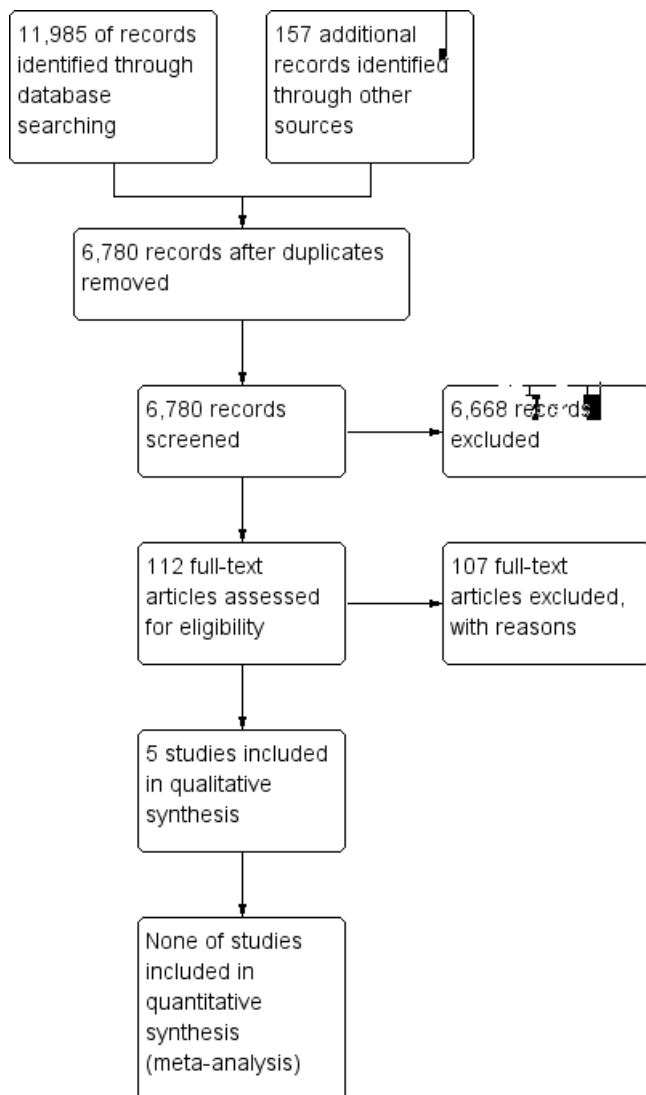 11,985 of records
identified through
database
searching
157 additional
records identified
through other
sources
6,780 records after duplicates
removed
6,780 records
screened
6,668 records
excluded
112 full-text
articles assessed
for eligibility
107 full-text
articles excluded,
with reasons
5 studies included
in qualitative
synthesis
None of studies
included in
quantitative
synthesis
(meta-analysis)